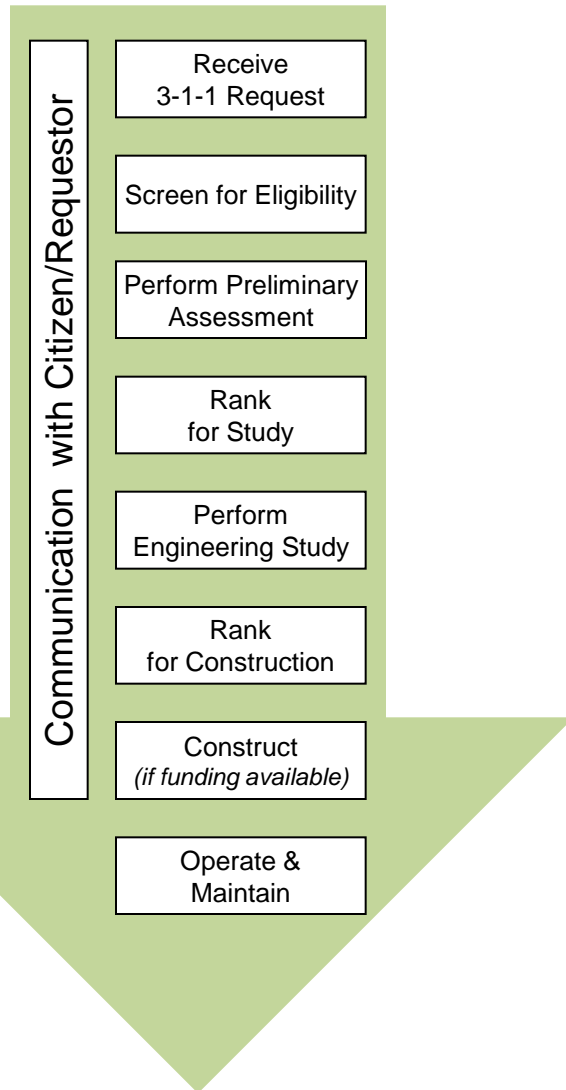 Communication with Citizen/Requestor
Receive
3-1-1 Request
Screen for Eligibility
Perform Preliminary
Assessment
Rank
for Study
Perform
Engineering Study
Rank
for Construction
Construct
(if funding available)
Operate &
Maintain